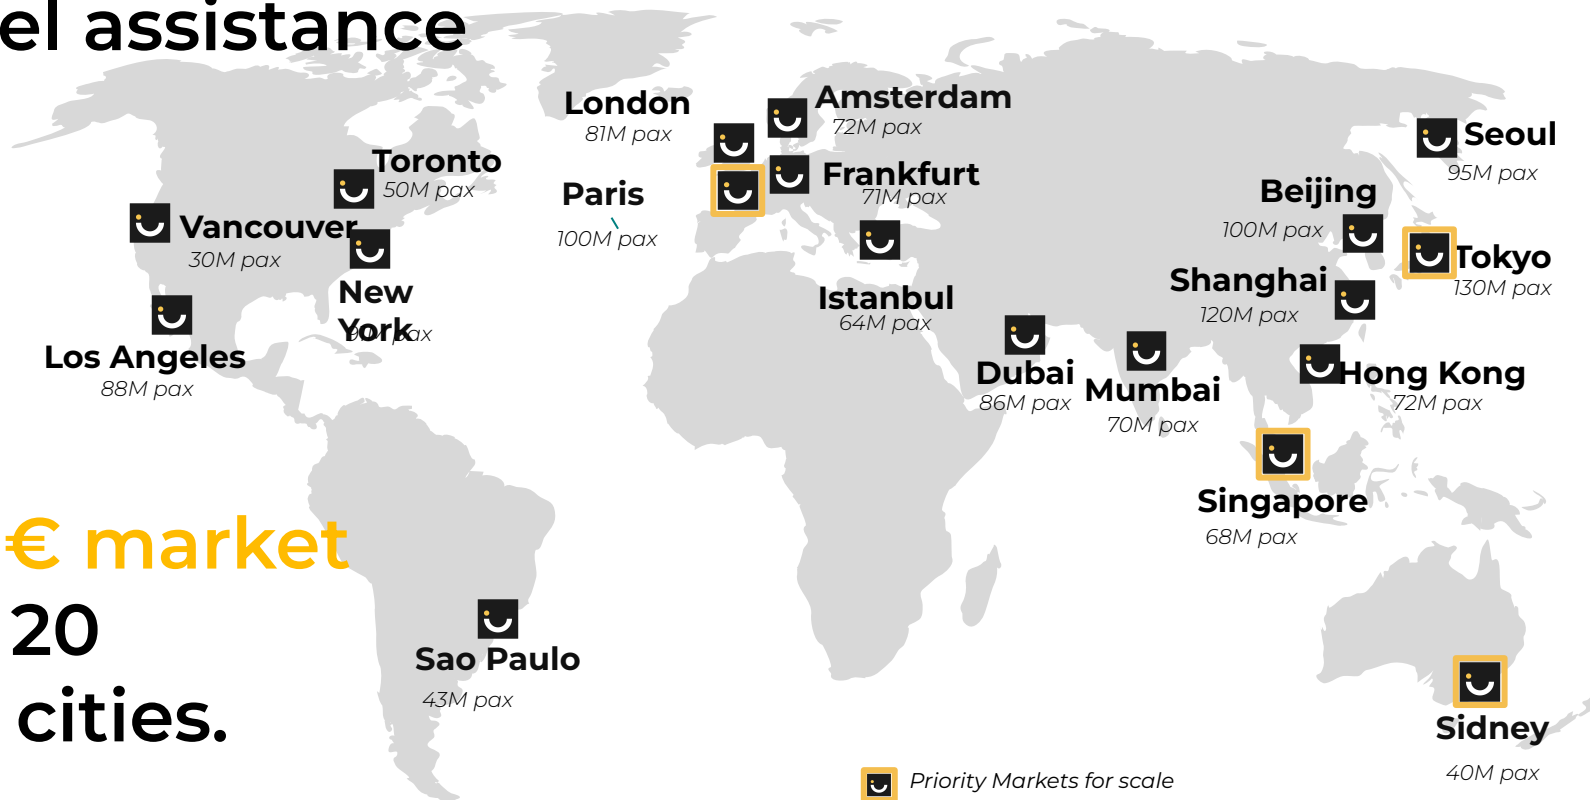 el assistance
London
81M pax
Amsterdam
72M pax
Toronto
50M pax
Paris
100M pax
Frankfurt
71M pax
Seoul
95M pax
Beijing
100M pax
Vancouver
30M pax
Tokyo
130M pax
New
York
pax
Istanbul
64M pax
Shanghai
120M pax
Los Angeles
88M pax
Dubai
86M pax
Mumbai
70M pax
Hong Kong
72M pax
Singapore
68M pax
€ market
20
cities.
Sao Paulo
43M pax
Sidney
40M pax
Priority Markets for scale